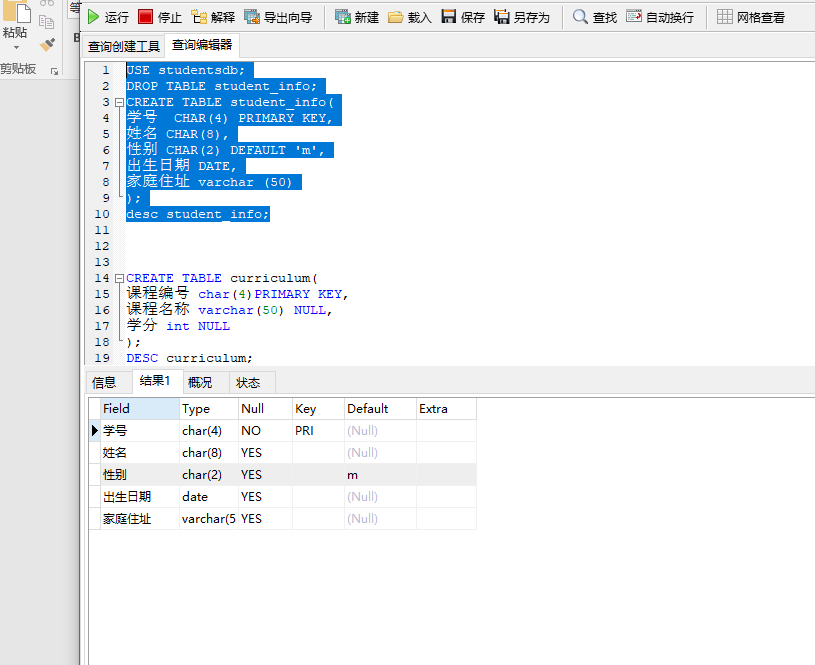 粘贴
剪贴板
等
B
运行 停止 解释 导出向导 新建 载入 保存 另存为 查找 自动换行 网格查看
查询创建工具 查询编辑器
1 USE studentsdb;
2 DROP TABLE student_info;
3 CREATE TABLE student_info(
4 学号  CHAR(4) PRIMARY KEY,
5 姓名 CHAR(8),
6 性别 CHAR(2) DEFAULT 'm',
7 出生日期 DATE,
8 家庭住址 varchar (50)
9 );
10 desc student_info;
11
12
13
14 CREATE TABLE curriculum(
15 课程编号 char(4)PRIMARY KEY,
16 课程名称 varchar(50) NULL,
17 学分 int NULL
18 );
19 DESC curriculum;
信息 结果1 概况 状态
Field Type Null Key Default Extra
学号 char(4) NO PRI (Null)
姓名 char(8) YES (Null)
性别 char(2) YES m
出生日期 date YES (Null)
家庭住址 varchar(5 YES (Null)